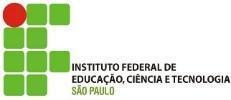 INSTITUTO FEDERAL DE
EDUCAÇÃO, CIÊNCIA E TECNOLOGIA
SÃO PAULO